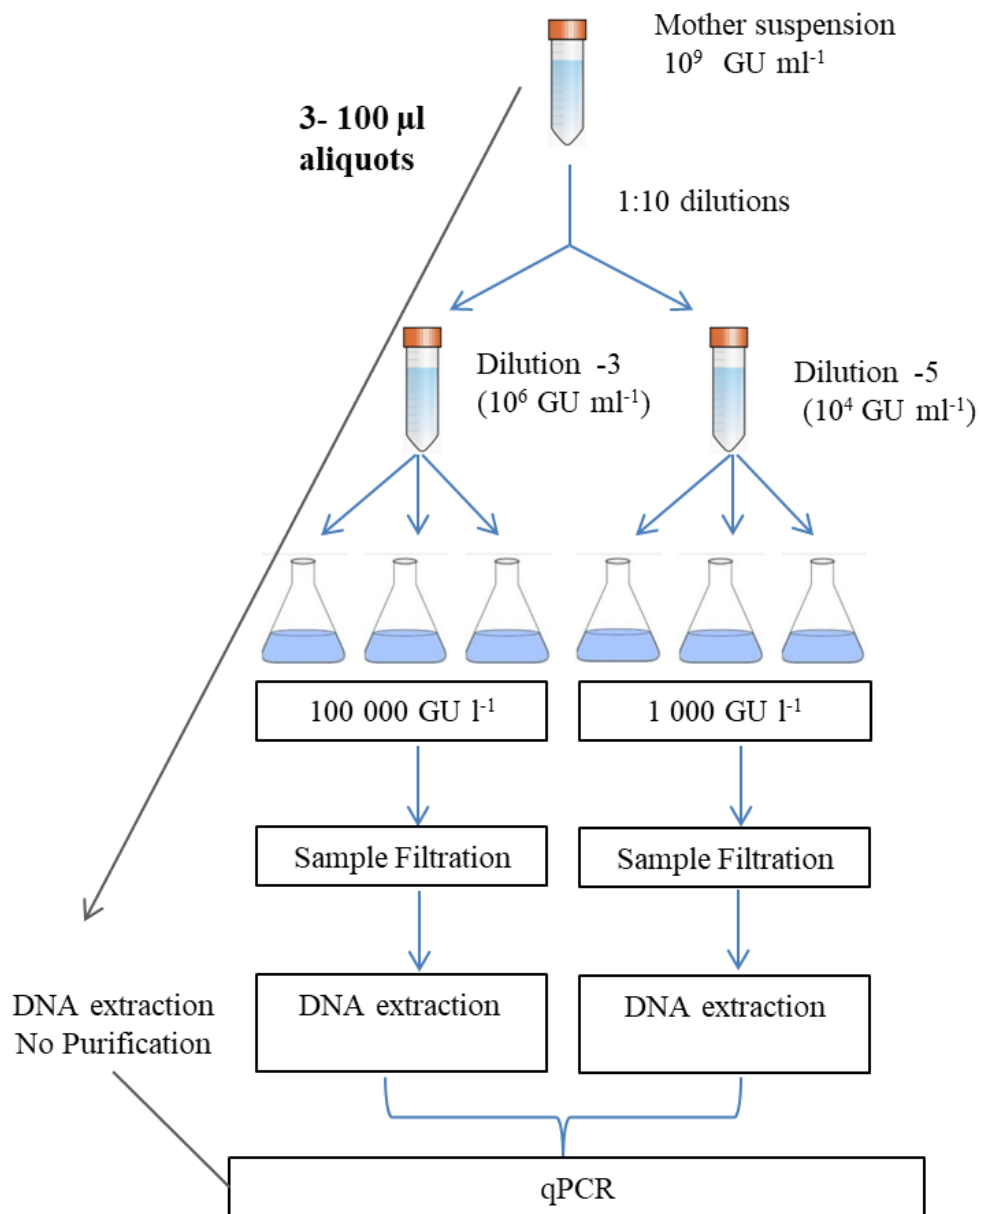 Mother suspension
10⁹ GU ml⁻¹
3- 100 µl
aliquots
1:10 dilutions
Dilution -3
(10⁶ GU ml⁻¹)
Dilution -5
(10⁴ GU ml⁻¹)
100 000 GU l⁻¹
1 000 GU l⁻¹
Sample Filtration
Sample Filtration
DNA extraction
No Purification
DNA extraction
DNA extraction
qPCR